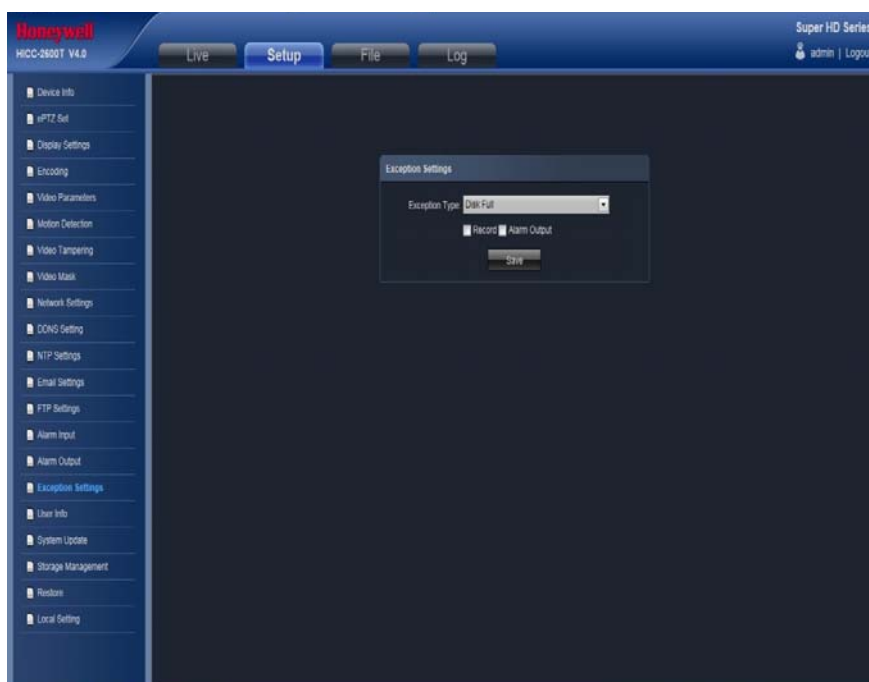 Honeywell
HICC-2600T V4.0
Live
Setup
File
Log
Super HD Series
admin | Logou
Device Info
ePTZ Set
Display Settings
Encoding
Video Parameters
Motion Detection
Video Tampering
Video Mask
Network Settings
DDNS Setting
NTP Settings
Email Settings
FTP Settings
Alarm Input
Alarm Output
Exception Settings
User Info
System Update
Storage Management
Restore
Local Setting
Exception Settings
Exception Type: Disk Full
Record Alarm Output
Save